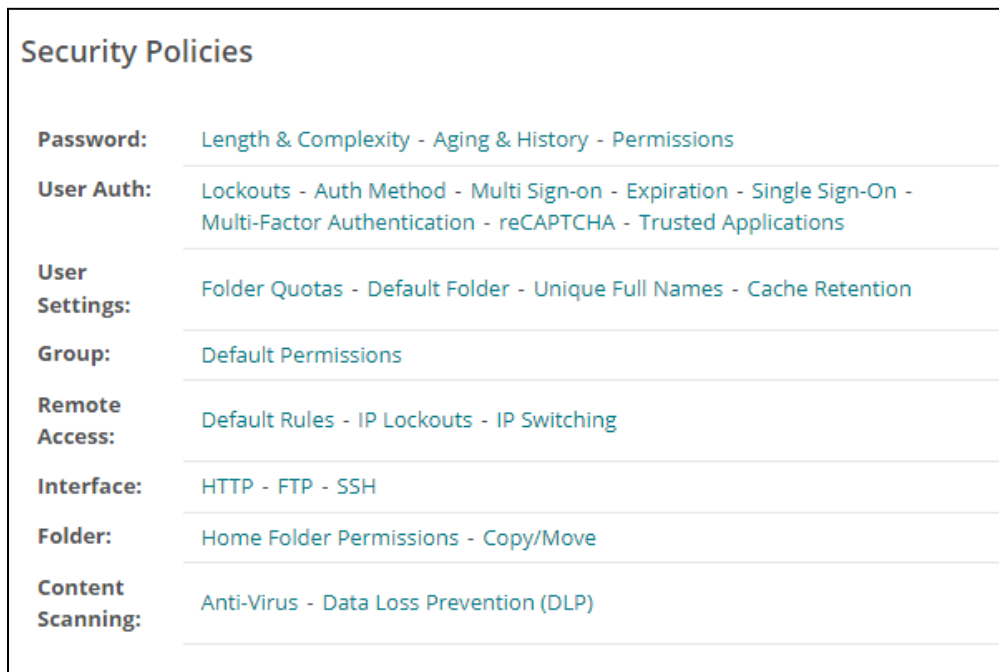 Security Policies
Password: Length & Complexity - Aging & History - Permissions
User Auth: Lockouts - Auth Method - Multi Sign-on - Expiration - Single Sign-On -
Multi-Factor Authentication - reCAPTCHA - Trusted Applications
User
Settings:
Folder Quotas - Default Folder - Unique Full Names - Cache Retention
Group: Default Permissions
Remote
Access:
Default Rules - IP Lockouts - IP Switching
Interface: HTTP - FTP - SSH
Folder: Home Folder Permissions - Copy/Move
Content
Scanning:
Anti-Virus - Data Loss Prevention (DLP)